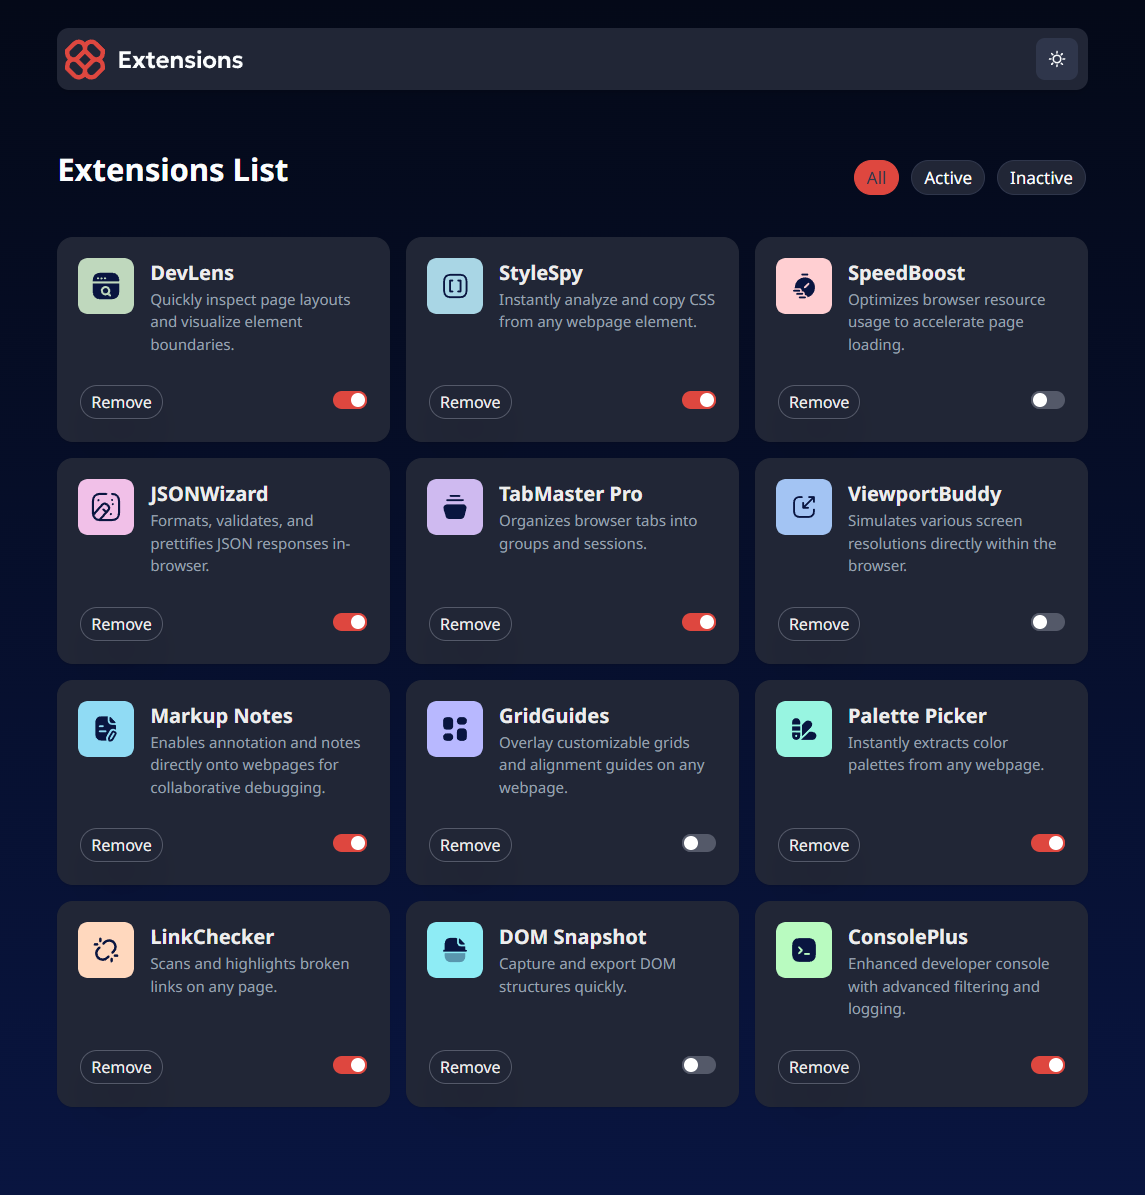 Extensions
Extensions List
All
Active
Inactive
DevLens
Quickly inspect page layouts
and visualize element
boundaries.
Remove
StyleSpy
Instantly analyze and copy CSS
from any webpage element.
Remove
SpeedBoost
Optimizes browser resource
usage to accelerate page
loading.
Remove
JSONWizard
Formats, validates, and
prettifies JSON responses in-
browser.
Remove
TabMaster Pro
Organizes browser tabs into
groups and sessions.
Remove
ViewportBuddy
Simulates various screen
resolutions directly within the
browser.
Remove
Markup Notes
Enables annotation and notes
directly onto webpages for
collaborative debugging.
Remove
GridGuides
Overlay customizable grids
and alignment guides on any
webpage.
Remove
Palette Picker
Instantly extracts color
palettes from any webpage.
Remove
LinkChecker
Scans and highlights broken
links on any page.
Remove
DOM Snapshot
Capture and export DOM
structures quickly.
Remove
ConsolePlus
Enhanced developer console
with advanced filtering and
logging.
Remove